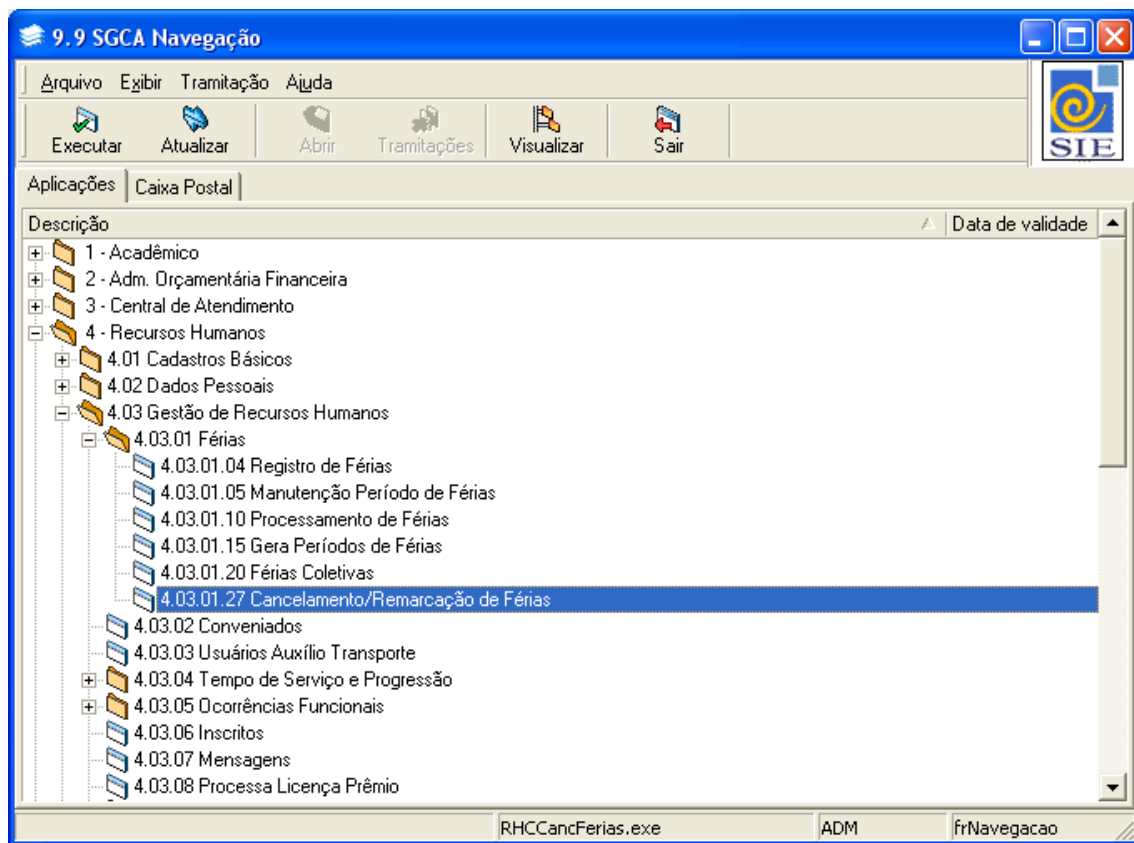 9.9 SGCA Navegação
Arquivo Exibir Tramitação Ajuda
Executar Atualizar Abrir Tramitações Visualizar Sair
SIE
Aplicações Caixa Postal
Descrição Data de validade
1 - Acadêmico
2 - Adm. Orçamentária Financeira
3 - Central de Atendimento
4 - Recursos Humanos
4.01 Cadastros Básicos
4.02 Dados Pessoais
4.03 Gestão de Recursos Humanos
4.03.01 Férias
4.03.01.04 Registro de Férias
4.03.01.05 Manutenção Período de Férias
4.03.01.10 Processamento de Férias
4.03.01.15 Gera Períodos de Férias
4.03.01.20 Férias Coletivas
4.03.01.27 Cancelamento/Remarcação de Férias
4.03.02 Conveniados
4.03.03 Usuários Auxílio Transporte
4.03.04 Tempo de Serviço e Progressão
4.03.05 Ocorrências Funcionais
4.03.06 Inscritos
4.03.07 Mensagens
4.03.08 Processa Licença Prêmio
RHCCancFerias.exe ADM frNavegacao